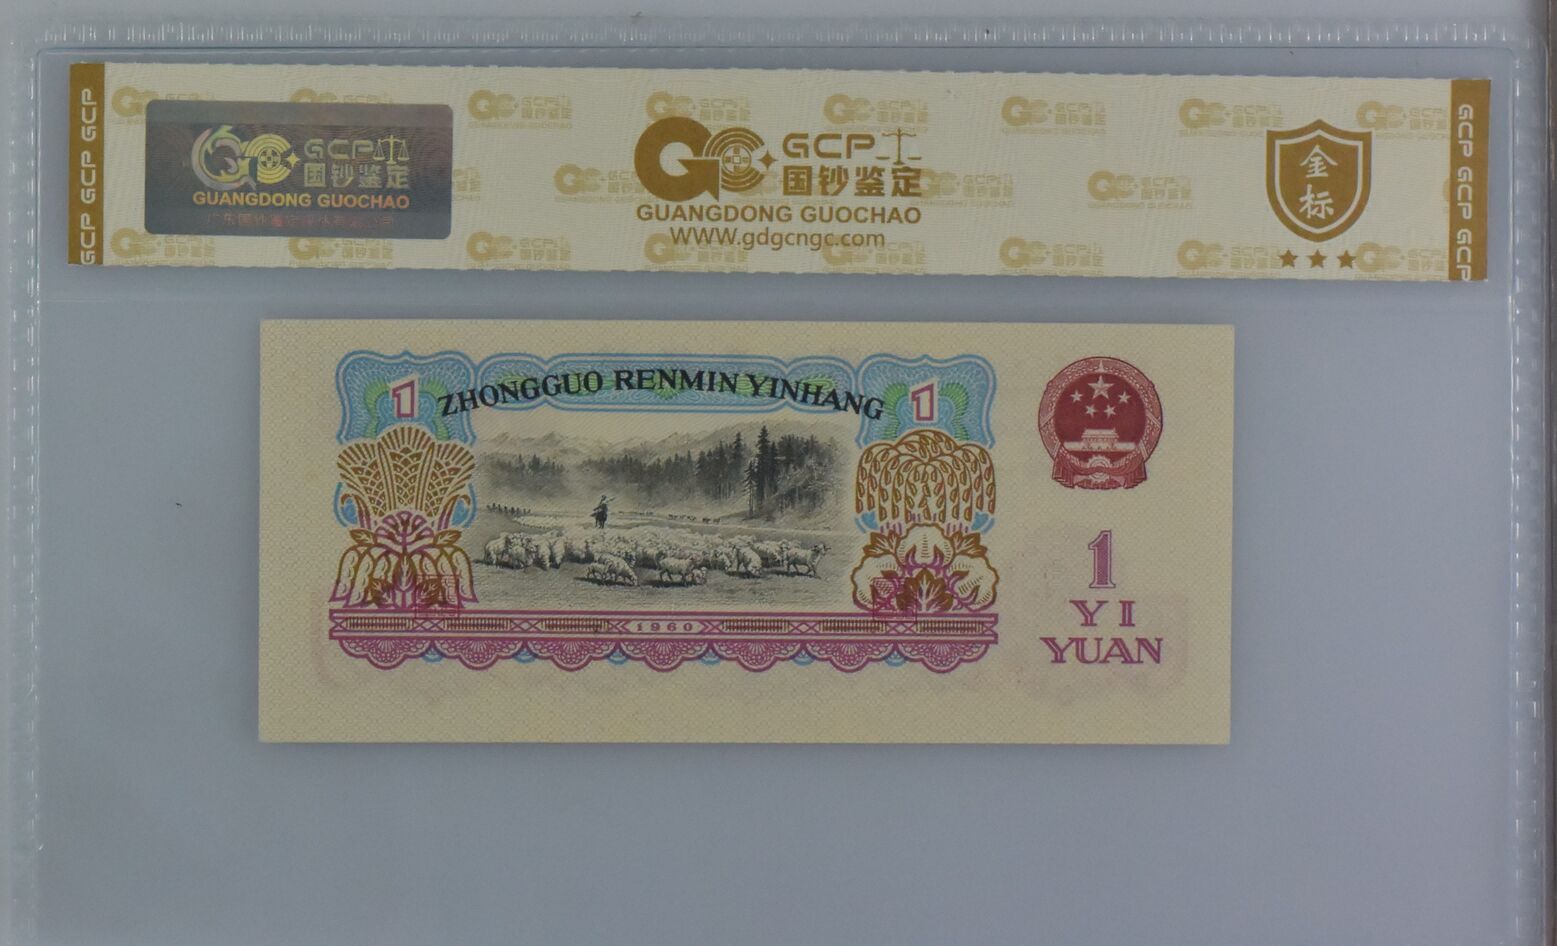 GCP GCP GCP
GCP
国钞鉴定
GUANGDONG GUOCHAO
GCP
国钞鉴定
GUANGDONG GUOCHAO
WWW.gdgcngc.com
金
标
GCP GCP GCP
ZHONGGUO RENMIN YINHANG
1
1
1960
1
YI
YUAN